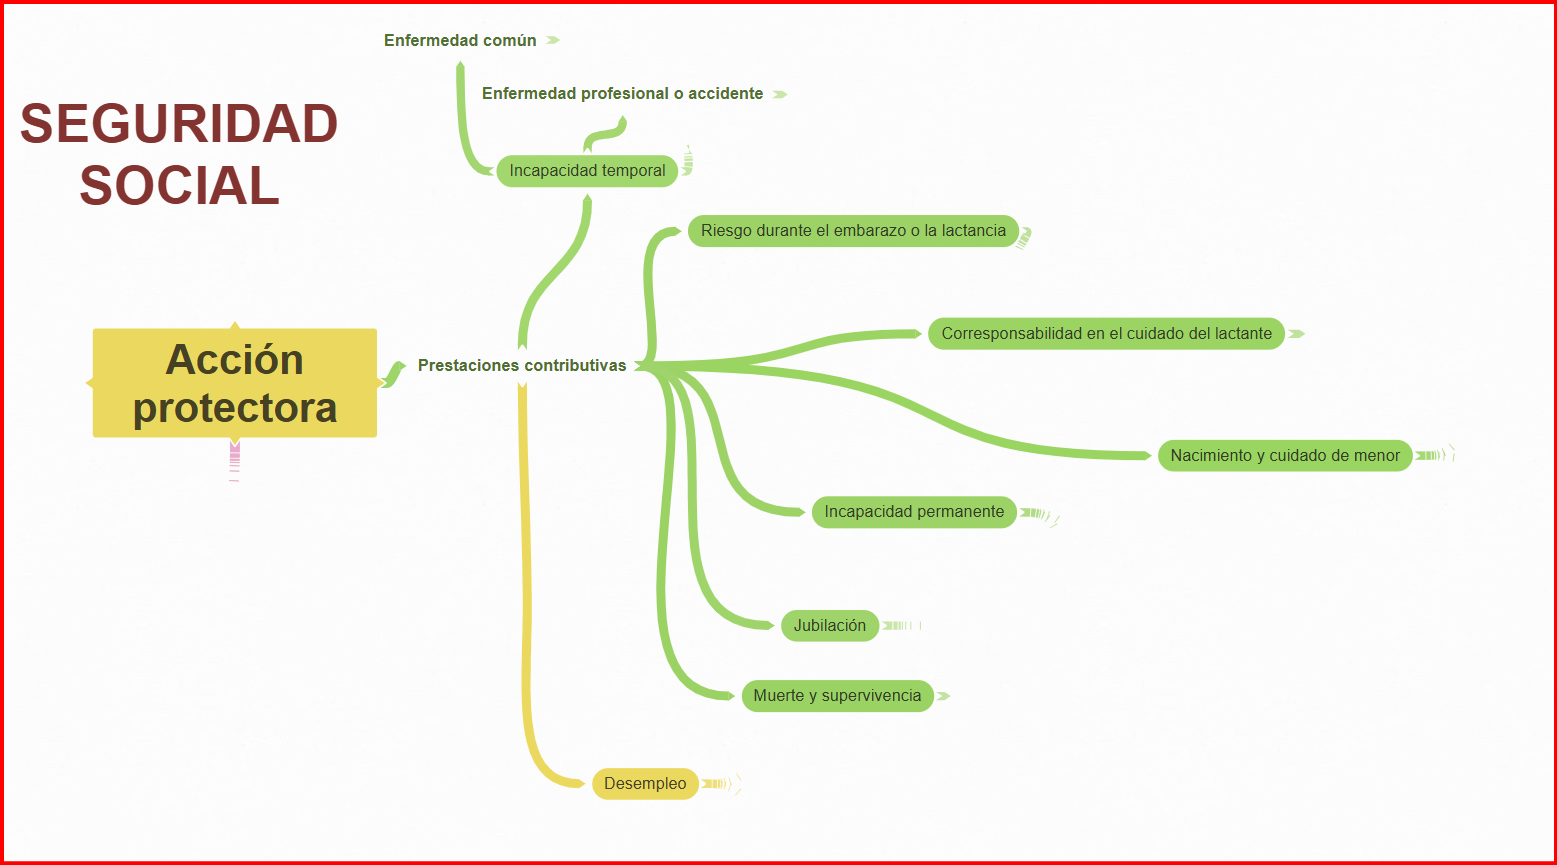 Enfermedad común
Enfermedad profesional o accidente
SEGURIDAD
SOCIAL
Incapacidad temporal
Riesgo durante el embarazo o la lactancia
Corresponsabilidad en el cuidado del lactante
Acción
protectora
Prestaciones contributivas
Nacimiento y cuidado de menor
Incapacidad permanente
Jubilación
Muerte y supervivencia
Desempleo